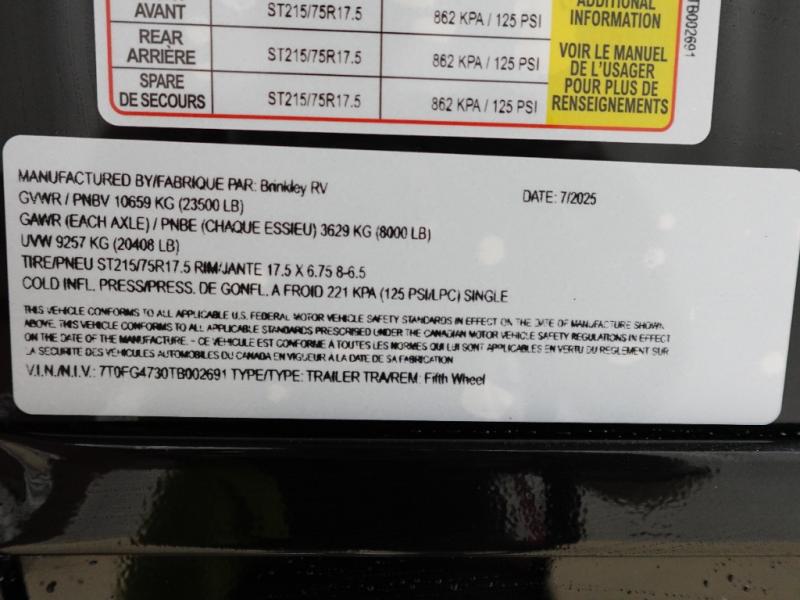 AVANT ST215/75R17.5 862 KPA / 125 PSI
REAR
ARRIÈRE ST215/75R17.5 862 KPA / 125 PSI
SPARE
DE SECOURS ST215/75R17.5 862 KPA / 125 PSI
ADDITIONAL
INFORMATION
VOIR LE MANUEL
DE L'USAGER
POUR PLUS DE
RENSEIGNEMENTS
TB002691
MANUFACTURED BY/FABRIQUE PAR: Brinkley RV DATE: 7/2025
GVWR / PNBV 10659 KG (23500 LB)
GAWR (EACH AXLE) / PNBE (CHAQUE ESSIEU) 3629 KG (8000 LB)
UVW 9257 KG (20408 LB)
TIRE/PNEU ST215/75R17.5 RIM/JANTE 17.5 X 6.75 8-6.5
COLD INFL. PRESS/PRESS. DE GONFL. A FROID 221 KPA (125 PSI/LPC) SINGLE
THIS VEHICLE CONFORMS TO ALL APPLICABLE U.S. FEDERAL MOTOR VEHICLE SAFETY STANDARDS IN EFFECT ON THE DATE OF MANUFACTURE SHOWN
ABOVE. THIS VEHICLE CONFORMS TO ALL APPLICABLE STANDARDS PRESCRISED UNDER THE CANADIAN MOTOR VEHICLE SAFETY REGULATIONS IN EFFECT
ON THE DATE OF THE MANUFACTURE. - CE VEHICULE EST CONFORME À TOUTES LES NORMES QUI LUI SONT APPLICABLES EN VERTU DU REGLEMENT SUR
LA SECURITE DES VEHICULES AUTOMOBILES DU CANADA EN VIGUEUR À LA DATE DE SA FABRICATION
V.I.N./N.I.V.: 7T0FG4730TB002691 TYPE/TYPE: TRAILER TRA/REM: Fifth Wheel